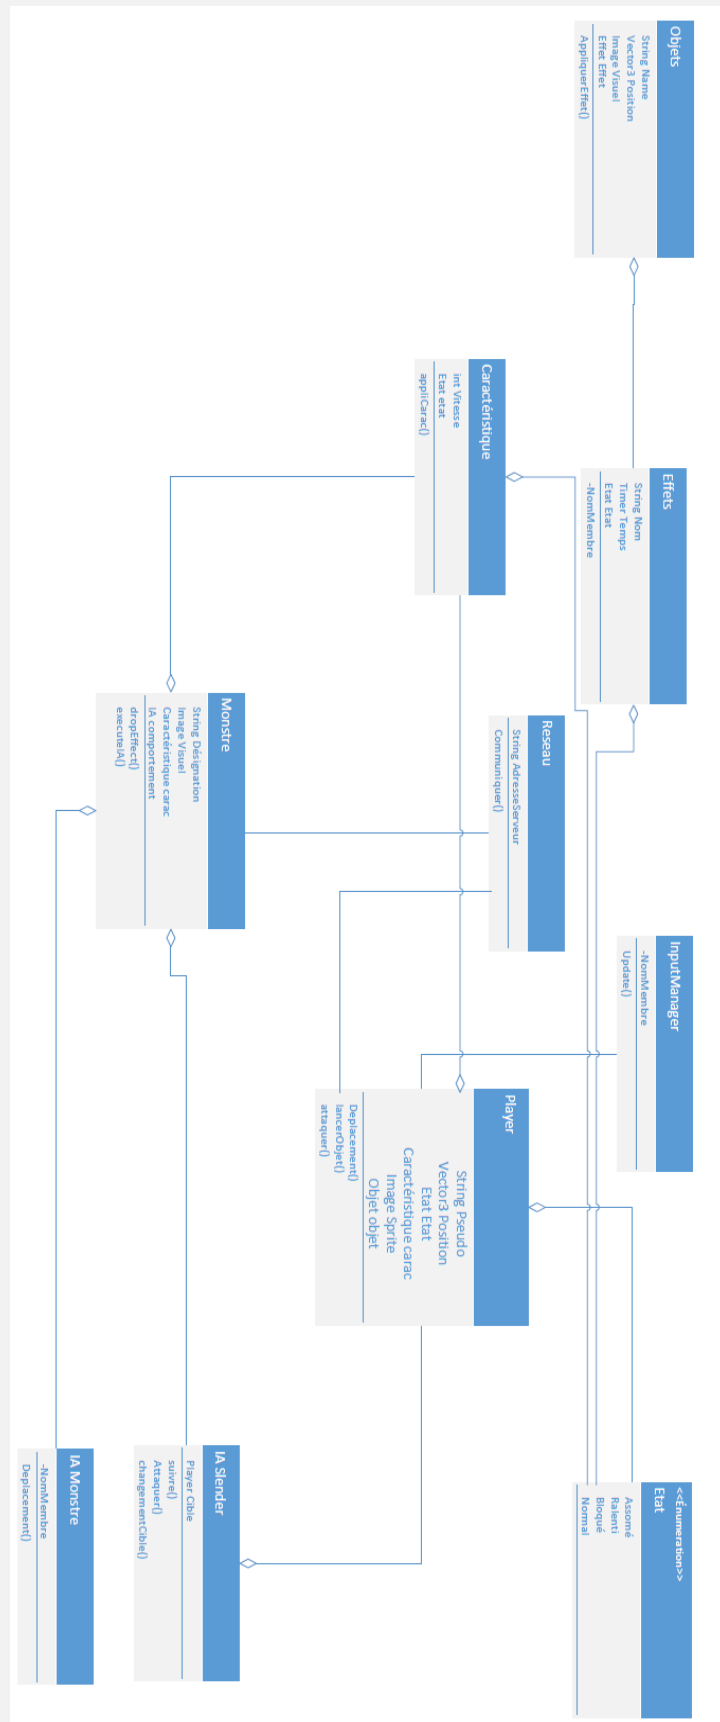 Objets
String Name
Vector3 Position
Image Visuel
Effet Effet
AppliquerEffet()
Effets
String Nom
Timer Temps
Etat Etat
-NomMembre
InputManager
-NomMembre
Update()
<<Énumeration>>
Etat
Assomé
Ralenti
Bloqué
Normal
Caractéristique
int Vitesse
Etat etat
appliCarac()
Reseau
String AdresseServeur
Communiquer()
Player
String Pseudo
Vector3 Position
Etat Etat
Caractéristique carac
Image Sprite
Objet objet
Deplacement()
lancerObjet()
attaquer()
Monstre
String Désignation
Image Visuel
Caractéristique carac
IA comportement
dropEffect()
executeIA()
IA Slender
Player Cible
suivre()
Attaquer()
changementCible()
IA Monstre
-NomMembre
Deplacement()